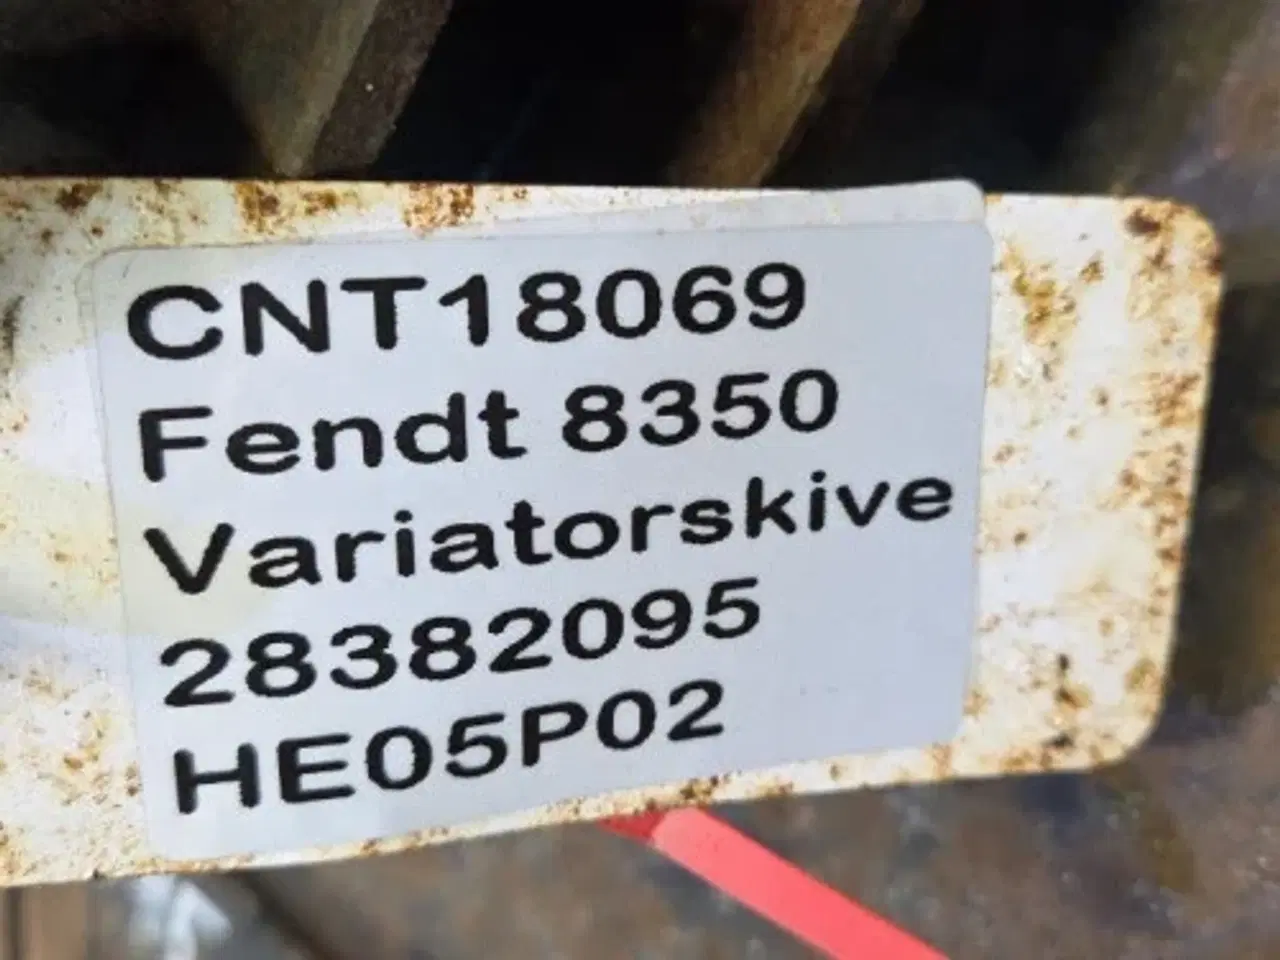 CNT18069
Fendt 8350
Variatorskive
28382095
HE05P02